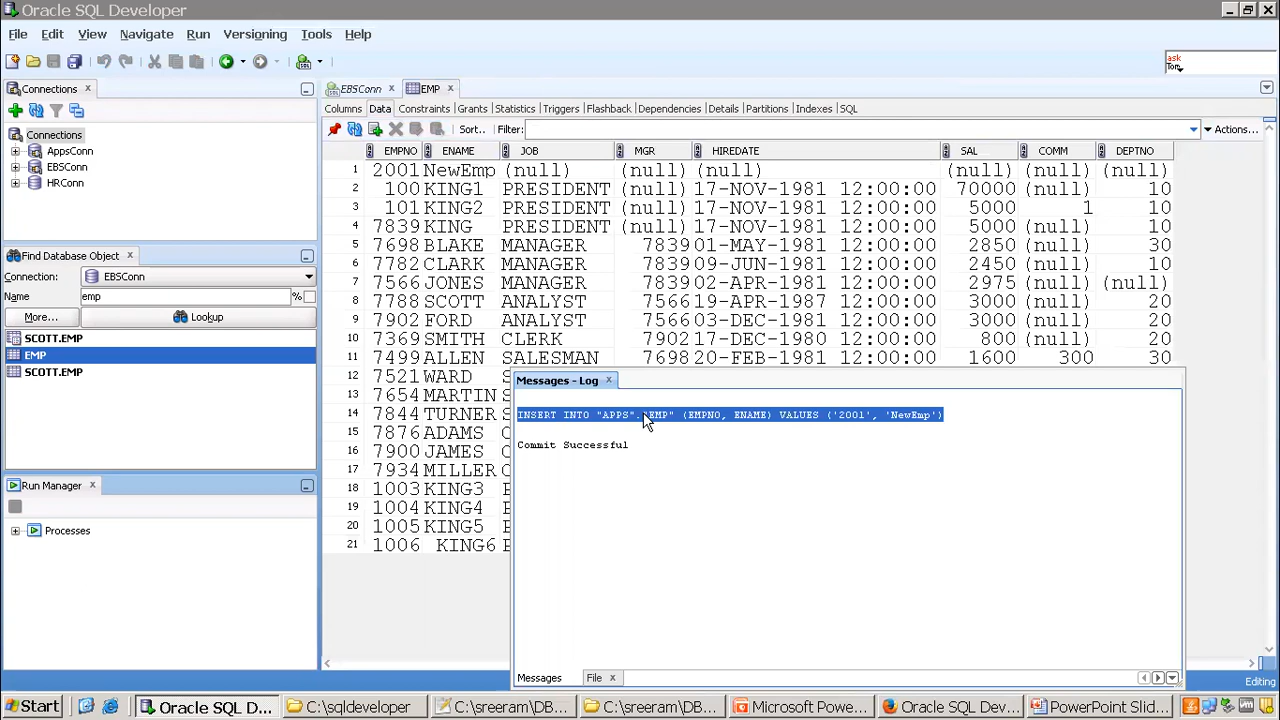 Oracle SQL Developer
File Edit View Navigate Run Versioning Tools Help
ask
Tom
Connections
EBSConn EMP
Columns Data Constraints Grants Statistics Triggers Flashback Dependencies Details Partitions Indexes SQL
Sort.. Filter: Actions...
Connections
AppsConn
EBSConn
HRConn
Find Database Object
Connection: EBSConn
Name emp %
More... Lookup
SCOTT.EMP
EMP
SCOTT.EMP
Run Manager
Processes
EMPNO ENAME JOB MGR HIREDATE SAL COMM DEPTNO
1 2001 NewEmp (null) (null) (null) (null) (null) (null)
2 100 KING1 PRESIDENT (null) 17-NOV-1981 12:00:00 70000 (null) 10
3 101 KING2 PRESIDENT (null) 17-NOV-1981 12:00:00 5000 1 10
4 7839 KING PRESIDENT (null) 17-NOV-1981 12:00:00 5000 (null) 10
5 7698 BLAKE MANAGER 7839 01-MAY-1981 12:00:00 2850 (null) 30
6 7782 CLARK MANAGER 7839 09-JUN-1981 12:00:00 2450 (null) 10
7 7566 JONES MANAGER 7839 02-APR-1981 12:00:00 2975 (null) (null)
8 7788 SCOTT ANALYST 7566 19-APR-1987 12:00:00 3000 (null) 20
9 7902 FORD ANALYST 7566 03-DEC-1981 12:00:00 3000 (null) 20
10 7369 SMITH CLERK 7902 17-DEC-1980 12:00:00 800 (null) 20
11 7499 ALLEN SALESMAN 7698 20-FEB-1981 12:00:00 1600 300 30
12 7521 WARD S
13 7654 MARTIN S
14 7844 TURNER S
15 7876 ADAMS C
16 7900 JAMES C
17 7934 MILLER C
18 1003 KING3
19 1004 KING4
20 1005 KING5
21 1006 KING6
Messages - Log
INSERT INTO "APPS"."EMP" (EMPNO, ENAME) VALUES ('2001', 'NewEmp')
Commit Successful
Messages File
Editing
Start Oracle SQL D... C:\sqldeveloper C:\sreeram\DB... C:\sreeram\DB... Microsoft Powe... Oracle SQL Dev... PowerPoint Slid...